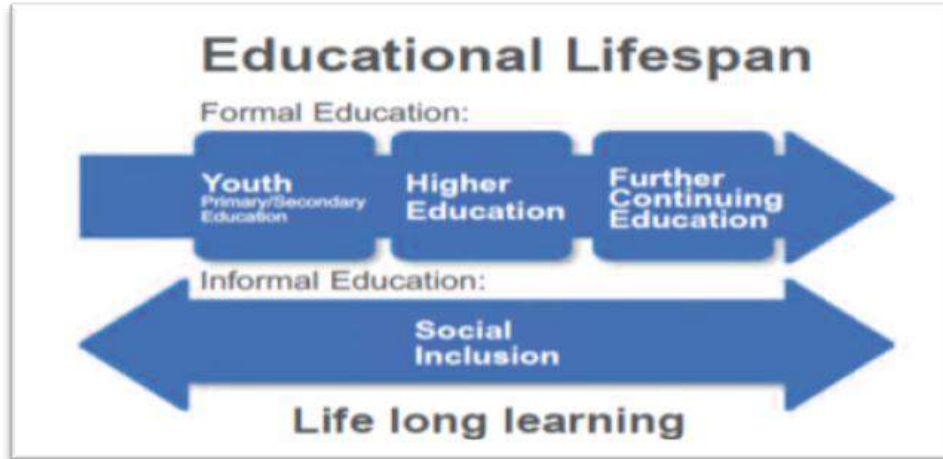 Educational Lifespan
Formal Education:
Youth
Primary/Secondary
Education
Higher
Education
Further
Continuing
Education
Informal Education:
Social
Inclusion
Life long learning